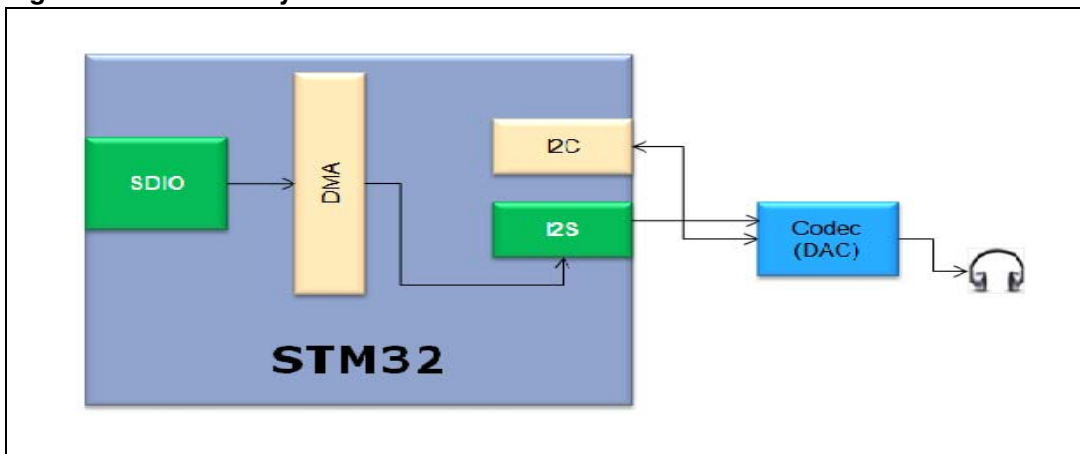 SDIO
DMA
I2C
I2S
Codec
(DAC)
STM32